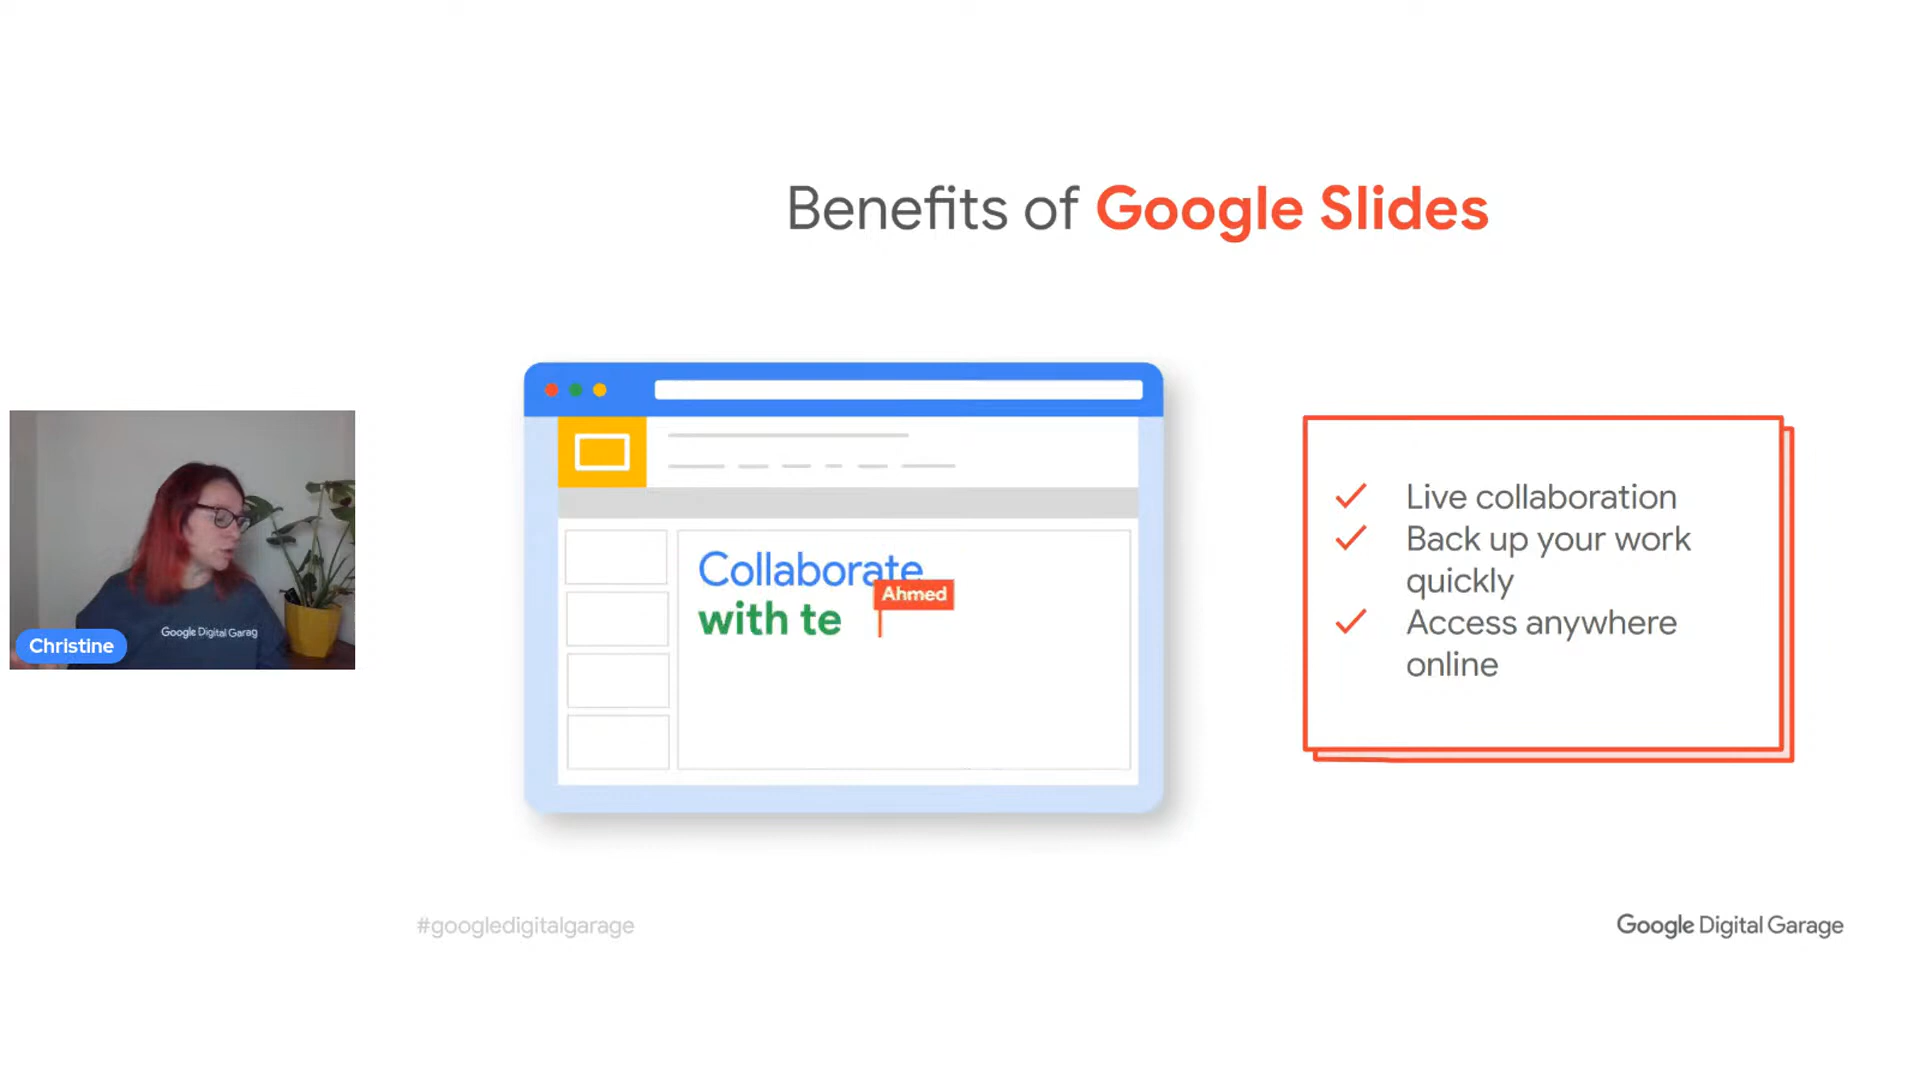 Benefits of Google Slides
Google Digital Garag
Christine
Collaborate
Ahmed
with te
Live collaboration
Back up your work
quickly
Access anywhere
online
#googledigitalgarage
Google Digital Garage